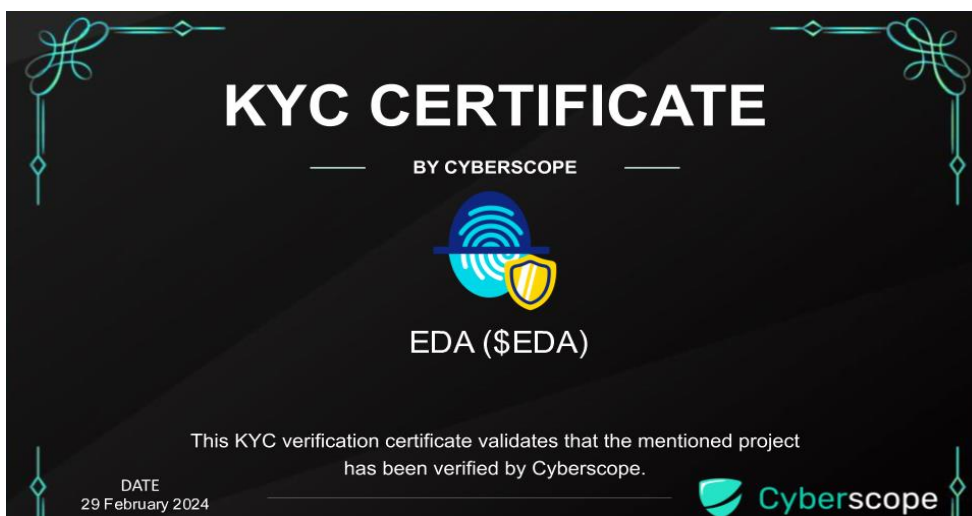 KYC CERTIFICATE
BY CYBERSCOPE
EDA ($EDA)
This KYC verification certificate validates that the mentioned project
has been verified by Cyberscope.
DATE
29 February 2024
Cyberscope